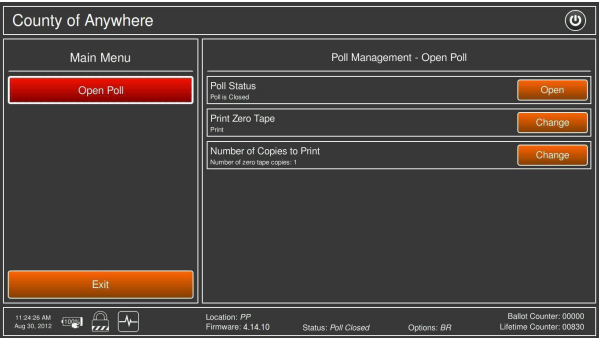 County of Anywhere
Main Menu
Open Poll
Exit
Poll Management - Open Poll
Poll Status
Poll is Closed
Open
Print Zero Tape
Print
Change
Number of Copies to Print
Number of zero tape copies: 1
Change
11:24:26 AM
Aug 30, 2012
100%
Location: PP
Firmware: 4.14.10
Status: Poll Closed
Options: BR
Ballot Counter: 00000
Lifetime Counter: 00830